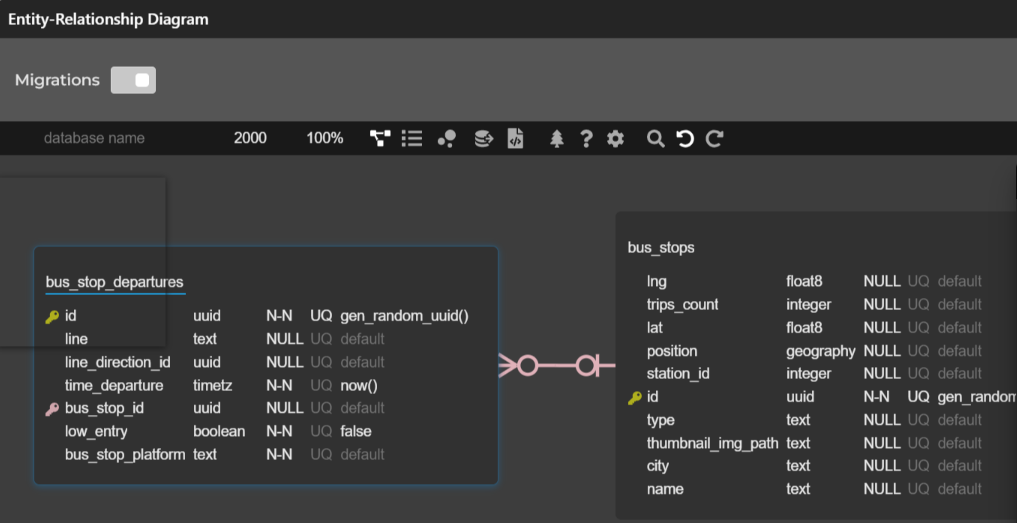 Entity-Relationship Diagram
Migrations
database name 2000 100%
bus_stop_departures
id uuid N-N UQ gen_random_uuid()
line text NULL UQ default
line_direction_id uuid NULL UQ default
time_departure timetz N-N UQ now()
bus_stop_id uuid NULL UQ default
low_entry boolean N-N UQ false
bus_stop_platform text N-N UQ default
bus_stops
lng float8 NULL UQ default
trips_count integer NULL UQ default
lat float8 NULL UQ default
position geography NULL UQ default
station_id integer NULL UQ default
id uuid N-N UQ gen_random
type text NULL UQ default
thumbnail_img_path text NULL UQ default
city text NULL UQ default
name text NULL UQ default